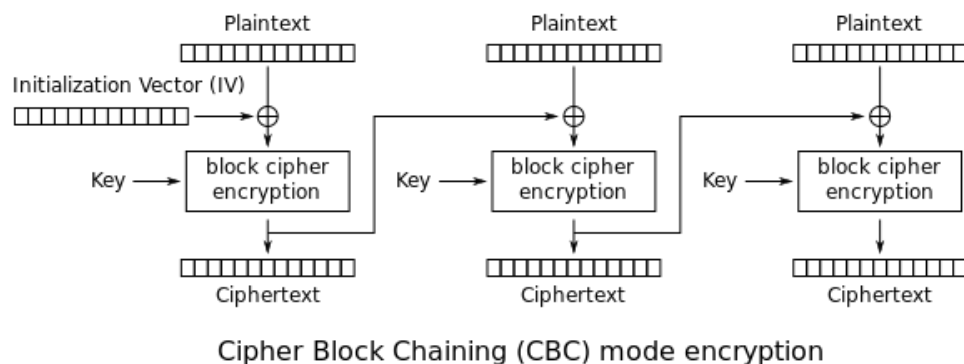 Plaintext
Plaintext
Plaintext
Initialization Vector (IV)
Key
block cipher
encryption
Key
block cipher
encryption
Key
block cipher
encryption
Ciphertext
Ciphertext
Ciphertext
Cipher Block Chaining (CBC) mode encryption